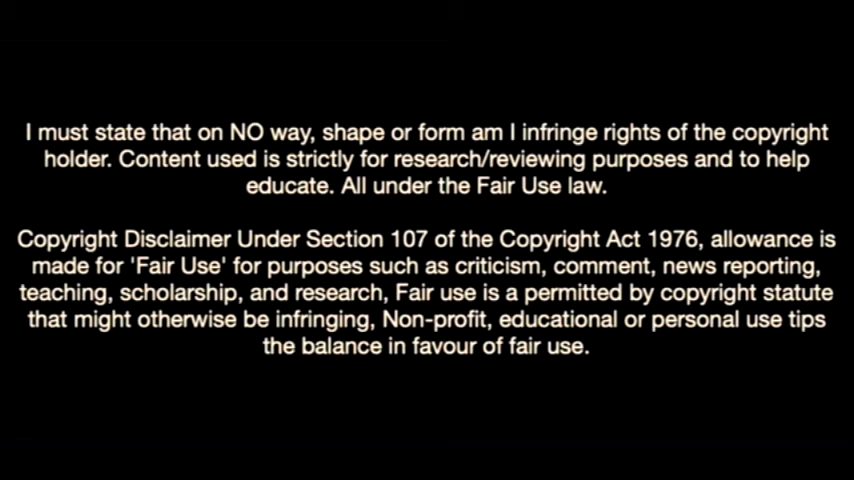 I must state that on NO way, shape or form am I infringe rights of the copyright
holder. Content used is strictly for research/reviewing purposes and to help
educate. All under the Fair Use law.
Copyright Disclaimer Under Section 107 of the Copyright Act 1976, allowance is
made for 'Fair Use' for purposes such as criticism, comment, news reporting,
teaching, scholarship, and research, Fair use is a permitted by copyright statute
that might otherwise be infringing, Non-profit, educational or personal use tips
the balance in favour of fair use.